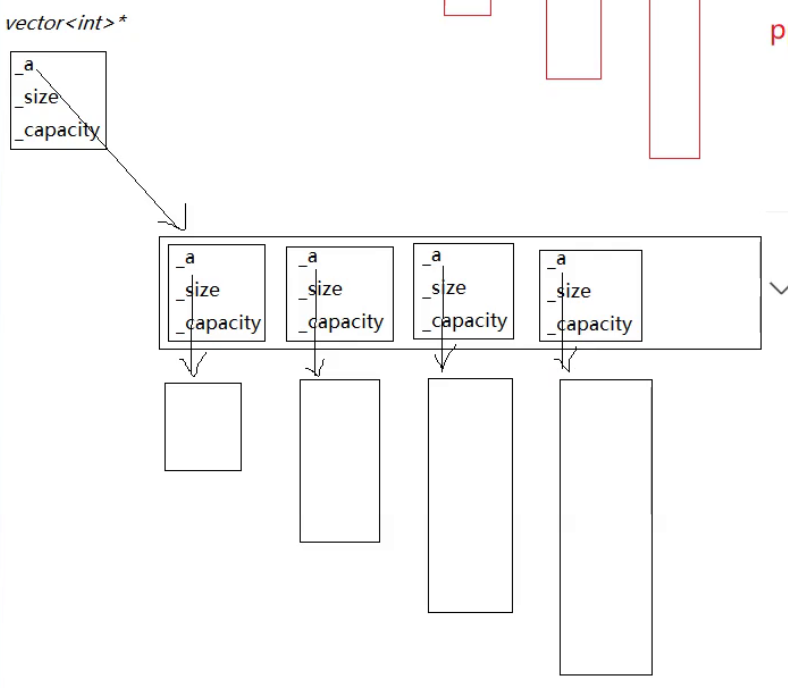 vector<int>*
_a
_size
_capacity
p
_a
_size
_capacity
_a
_size
_capacity
_a
_size
_capacity
_a
_size
_capacity